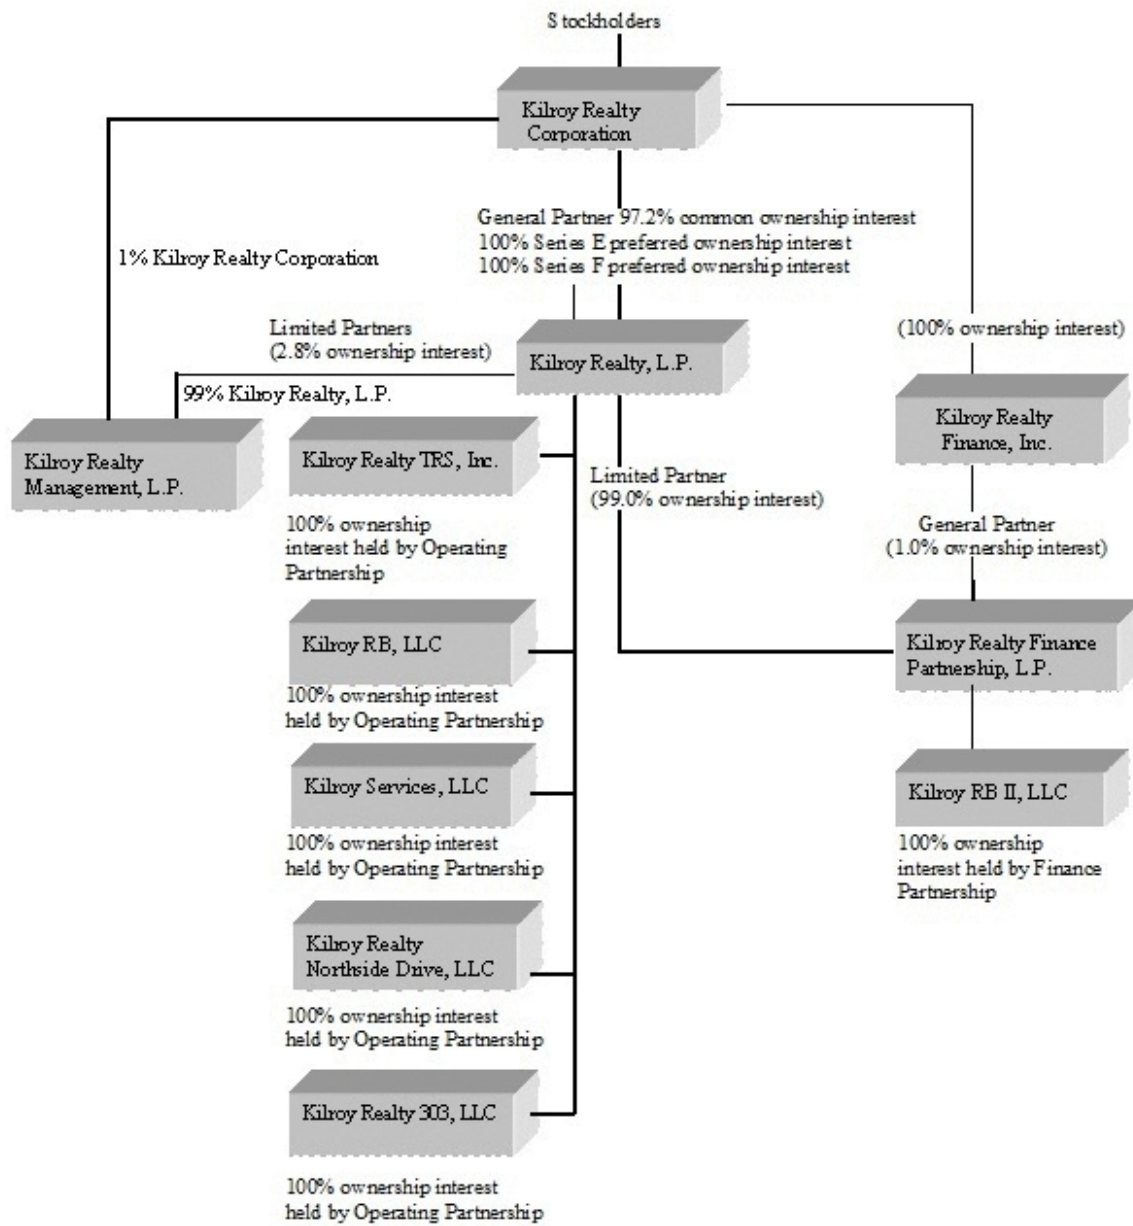 Stockholders
Kilroy Realty
Corporation
General Partner 97.2% common ownership interest
100% Series E preferred ownership interest
100% Series F preferred ownership interest
1% Kilroy Realty Corporation
Limited Partners
(2.8% ownership interest)
(100% ownership interest)
Kilroy Realty, L.P.
99% Kilroy Realty, L.P.
Kilroy Realty
Finance, Inc.
Kilroy Realty
Management, L.P.
Kilroy Realty TRS, Inc.
Limited Partner
(99.0% ownership interest)
100% ownership
interest held by Operating
Partnership
General Partner
(1.0% ownership interest)
Kilroy RB, LLC
Kilroy Realty Finance
Partnership, L.P.
100% ownership interest
held by Operating Partnership
Kilroy Services, LLC
Kilroy RB II, LLC
100% ownership interest
held by Operating Partnership
100% ownership
interest held by Finance
Partnership
Kilroy Realty
Northside Drive, LLC
100% ownership interest
held by Operating Partnership
Kilroy Realty 303, LLC
100% ownership interest
held by Operating Partnership